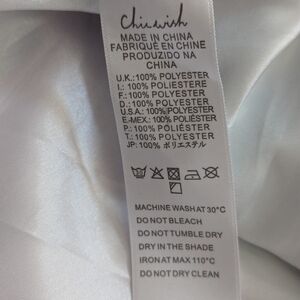 Chicwish
MADE IN CHINA
FABRIQUÉ EN CHINE
PRODUZIDO NA
CHINA
U.K.:100% POLYESTER
I.: 100% POLIESTERE
F.: 100% POLYESTER
D.: 100% POLYESTER
U.S.A.:100% POLYESTER
E-MEX.: 100% POLIÉSTER
P.: 100% POLIÉSTER
T.: 100% POLYESTER
JP: 100% ポリエステル
MACHINE WASH AT 30°C
DO NOT BLEACH
DO NOT TUMBLE DRY
DRY IN THE SHADE
IRON AT MAX 110°C
DO NOT DRY CLEAN